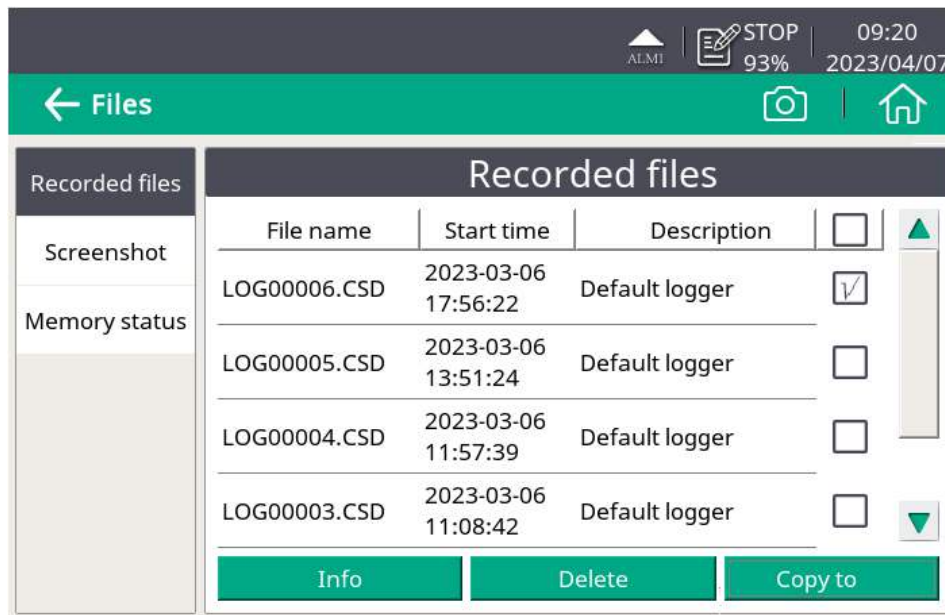 ALMI
STOP
93%
09:20
2023/04/07
Files
Recorded files
Screenshot
Memory status
Recorded files
File name Start time Description
LOG00006.CSD 2023-03-06 17:56:22 Default logger
LOG00005.CSD 2023-03-06 13:51:24 Default logger
LOG00004.CSD 2023-03-06 11:57:39 Default logger
LOG00003.CSD 2023-03-06 11:08:42 Default logger
Info Delete Copy to